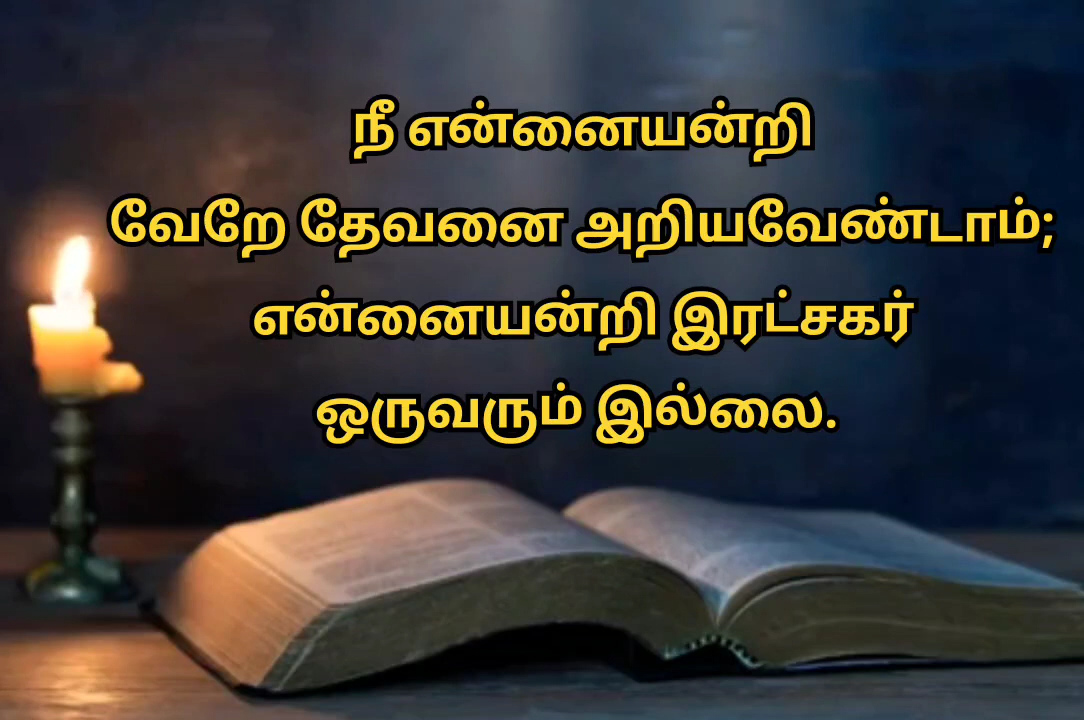 நீ என்னையன்றி
வேறே தேவனை அறியவேண்டாம்;
என்னையன்றி இரட்சகர்
ஒருவரும் இல்லை.